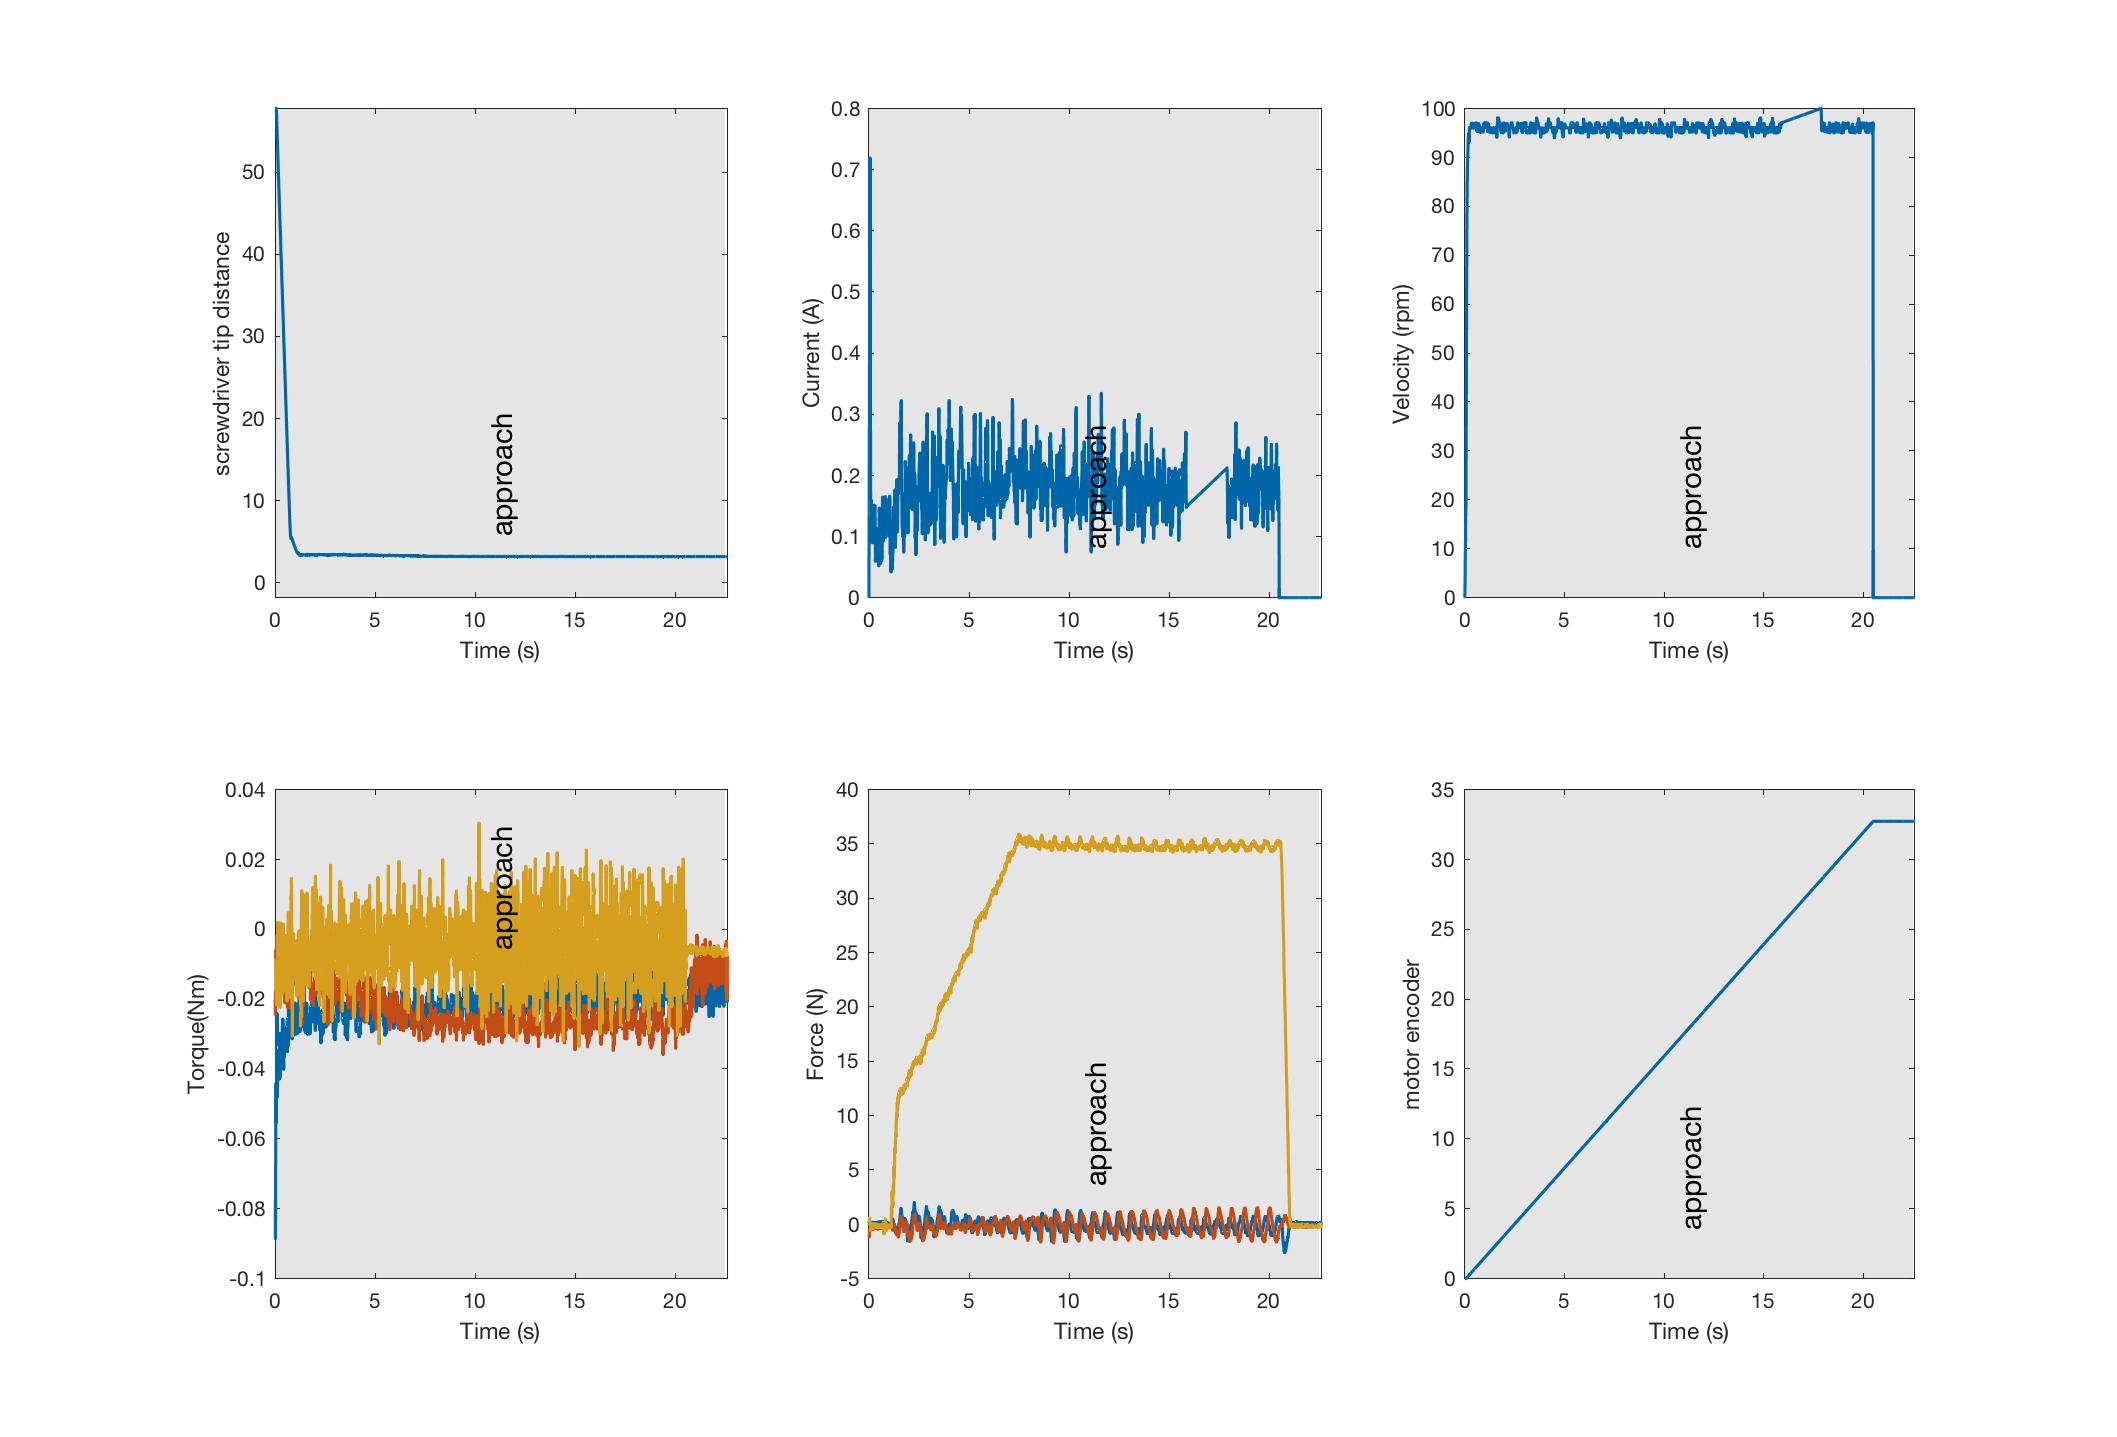 screwdriver tip distance
50
40
30
20
10
0
approach
0 5 10 15 20
Time (s)
Current (A)
0.8
0.7
0.6
0.5
0.4
0.3
0.2
0.1
0
approach
0 5 10 15 20
Time (s)
Velocity (rpm)
100
90
80
70
60
50
40
30
20
10
0
approach
0 5 10 15 20
Time (s)
Torque(Nm)
0.04
0.02
0
-0.02
-0.04
-0.06
-0.08
-0.1
approach
0 5 10 15 20
Time (s)
Force (N)
40
35
30
25
20
15
10
5
0
-5
approach
0 5 10 15 20
Time (s)
motor encoder
35
30
25
20
15
10
5
0
approach
0 5 10 15 20
Time (s)